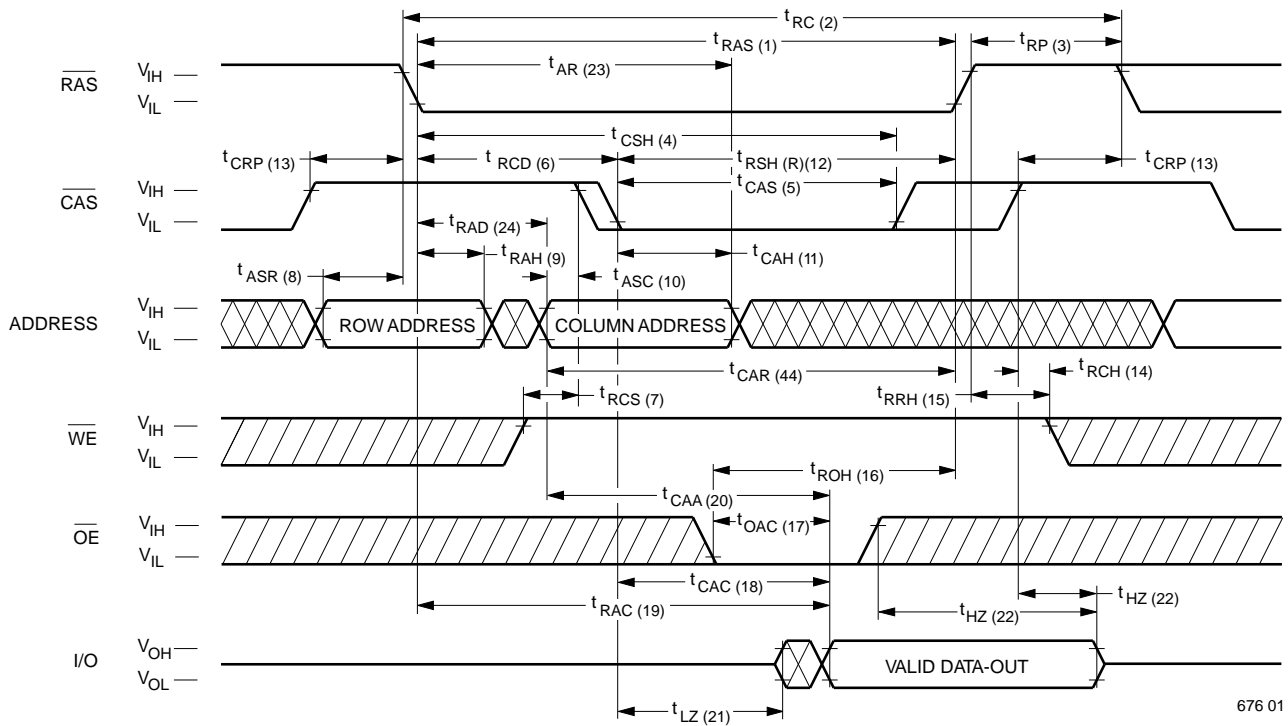 t RC (2)
t RAS (1)
t RP (3)
t AR (23)
RAS
V IH
V IL
t CSH (4)
t CRP (13)
t RCD (6)
t RSH (R)(12)
t CRP (13)
t CAS (5)
CAS
V IH
V IL
t RAD (24)
t RAH (9)
t CAH (11)
t ASR (8)
t ASC (10)
ADDRESS
V IH
V IL
ROW ADDRESS
COLUMN ADDRESS
t CAR (44)
t RCH (14)
t RCS (7)
t RRH (15)
WE
V IH
V IL
t ROH (16)
t CAA (20)
t OAC (17)
OE
V IH
V IL
t CAC (18)
t RAC (19)
t HZ (22)
t HZ (22)
I/O
V OH
V OL
VALID DATA-OUT
t LZ (21)
676 01